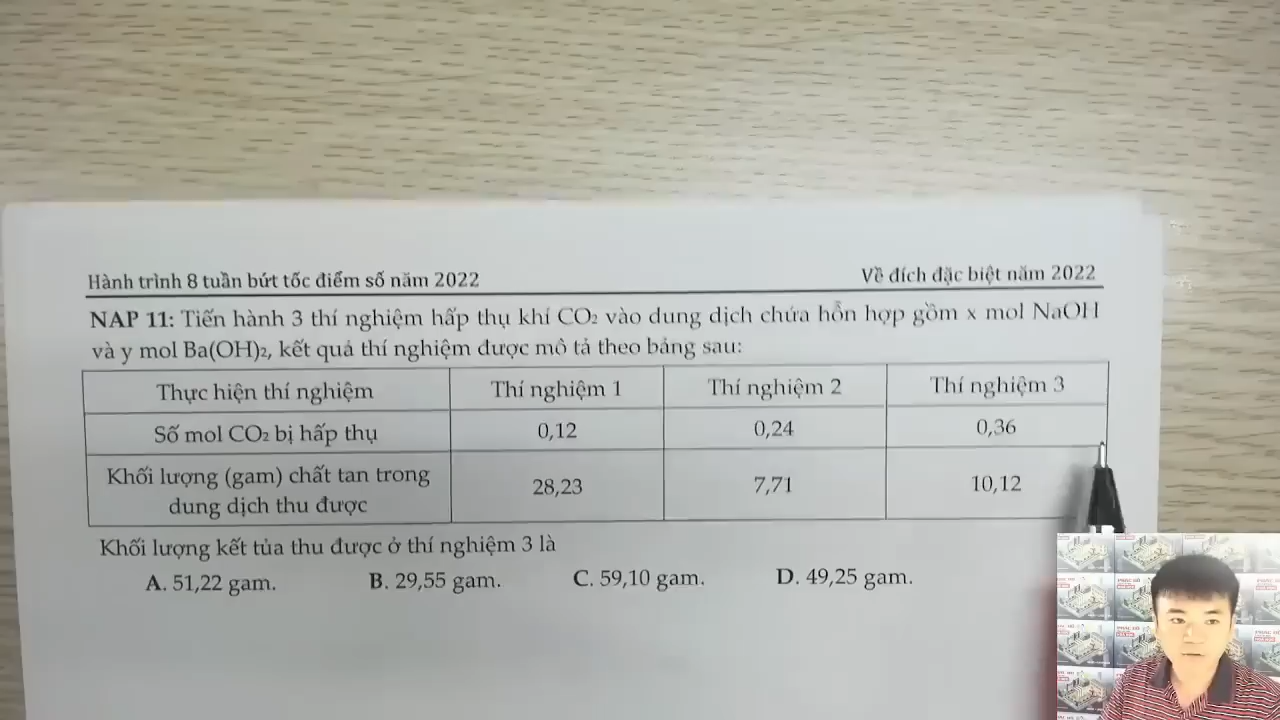 Hành trình 8 tuần bứt tốc điểm số năm 2022 Về đích đặc biệt năm 2022
NAP 11: Tiến hành 3 thí nghiệm hấp thụ khí CO₂ vào dung dịch chứa hỗn hợp gồm x mol NaOH
và y mol Ba(OH)₂, kết quả thí nghiệm được mô tả theo bảng sau:
Thực hiện thí nghiệm Thí nghiệm 1 Thí nghiệm 2 Thí nghiệm 3
Số mol CO₂ bị hấp thụ 0,12 0,24 0,36
Khối lượng (gam) chất tan trong
dung dịch thu được 28,23 7,71 10,12
Khối lượng kết tủa thu được ở thí nghiệm 3 là
A. 51,22 gam. B. 29,55 gam. C. 59,10 gam. D. 49,25 gam.